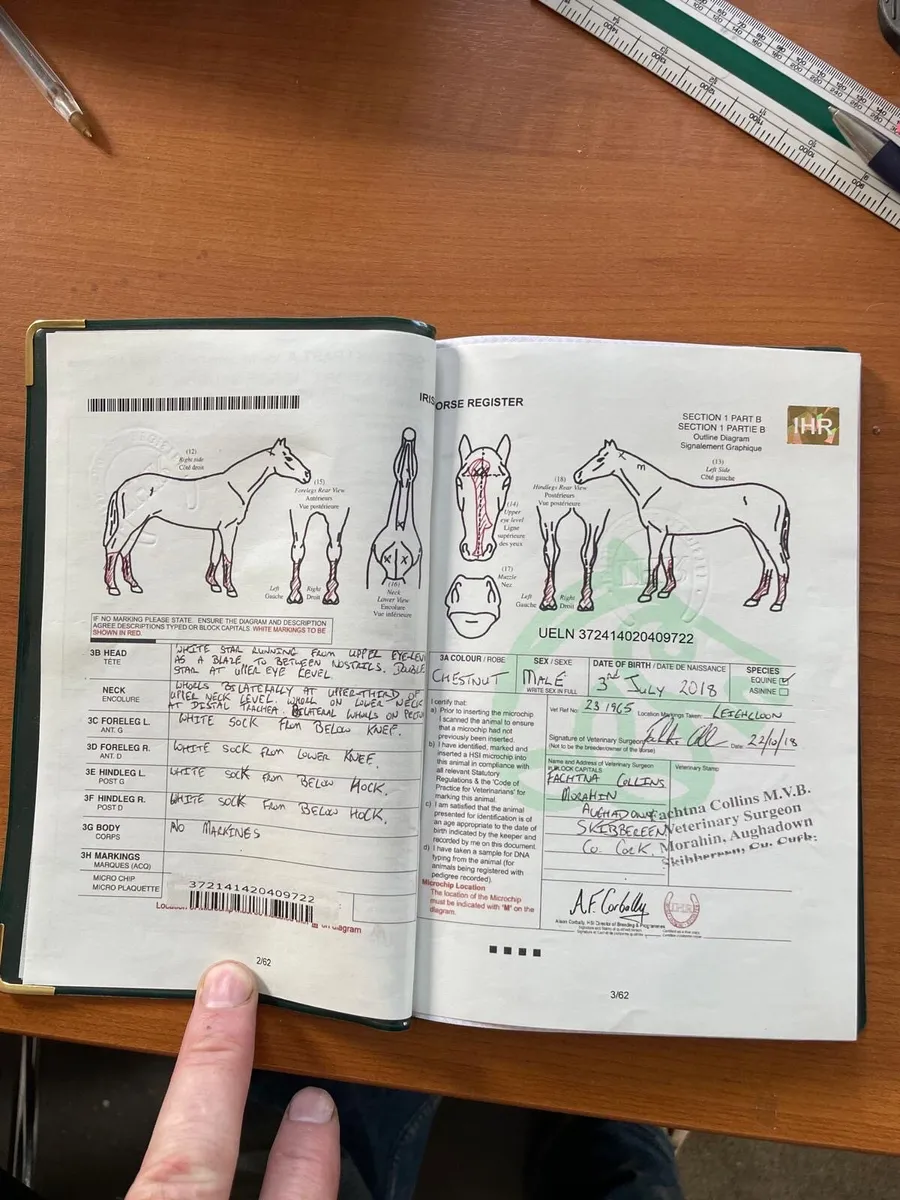 IRIS ORSE REGISTER
SECTION 1 PART B
SECTION 1 PARTIE B
Outline Diagram
Signalement Graphique
IHR
(12)
Right side
Côté droit
(15)
Forelegs Rear View
Antérieurs
Vue postérieure
Left
Gauche
Right
Droit
(16)
Neck
Lower View
Encolure
Vue inférieure
(14)
Upper
eye level
Ligne
supérieure
des yeux
(17)
Muzzle
Nez
(18)
Hindlegs Rear View
Postérieurs
Vue postérieure
Left
Gauche
Right
Droit
(13)
Left Side
Côté gauche
m
UELN 372414020409722
IF NO MARKING PLEASE STATE. ENSURE THE DIAGRAM AND DESCRIPTION
AGREE.DESCRIPTIONS TYPED OR BLOCK CAPITALS. WHITE MARKINGS TO BE
SHOWN IN RED.
3B HEAD
TÊTE
WHITE STAR RUNNING FROM UPPER EYE-LEV
AS A BLAZE TO BETWEEN NOSTRILS. DOUBLE
STAR AT UPPER EYE LEVEL
NECK
ENCOLURE
WHORLS BILATERALLY AT UPPER-THIRD OF
UPPER NECK LEVEL. WHORL ON LOWER NECK
AT DISTAL TRACHEA. BILATERAL WHORLS ON
3C FORELEG L.
ANT. G
WHITE SOCK FROM BELOW KNEE.
3D FORELEG R.
ANT. D
WHITE SOCK FROM LOWER KNEE.
3E HINDLEG L.
POST G
WHITE SOCK FROM BELOW HOCK.
3F HINDLEG R.
POST D
WHITE SOCK FROM BELOW HOCK.
3G BODY
CORPS
NO MARKINGS
3H MARKINGS
MARQUES (ACQ)
MICRO CHIP
MICRO PLAQUETTE
372141420409722
on diagram
2/62
3A COLOUR / ROBE
CHESTNUT
SEX / SEXE
MALE
WRITE SEX IN FULL
DATE OF BIRTH / DATE DE NAISSANCE
3rd July 2018
SPECIES
EQUINE
ASININE
I certify that:
a) Prior to inserting the microchip
I scanned the animal to ensure
that a microchip had not
previously been inserted.
b) I have identified, marked and
inserted a HSI microchip into
this animal in compliance with
all relevant Statutory
Regulations & the 'Code of
Practice for Veterinarians' for
marking this animal.
c) I am satisfied that the animal
presented for identification is of
an age appropriate to the date of
birth indicated by the keeper and
recorded by me on this document.
d) I have taken a sample for DNA
typing from the animal (for
animals being registered with
pedigree recorded).
Microchip Location
The location of the Microchip
must be indicated with "M" on the
diagram.
Vet Ref No: 23 1965 Location Markings Taken:
Signature of Veterinary Surgeon
(Not to be the breeder/owner of the horse) Date: 22/10/18
Name and Address of Veterinary Surgeon
in BLOCK CAPITALS
Veterinary Stamp
FACHTNA COLLINS
MORAHIN
AUGHADOWN
SKIBBEREEN
Co. CORK.
Fachtna Collins M.V.B.
Veterinary Surgeon
Morahin, Aughadown
Skibbereen, Co. Cork.
A.F. Corbally
Alison Corbally, HSI Director of Breeding & Programmes
3/62